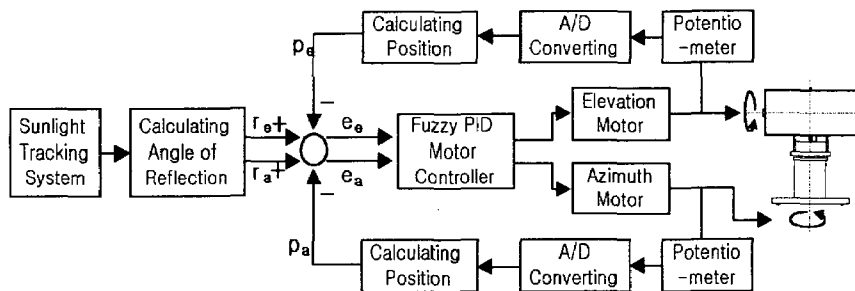 Calculating
Position
A/D
Converting
Potentio
-meter
pe
−
Sunlight
Tracking
System
Calculating
Angle of
Reflection
re+
ra+
ee
ea
Fuzzy PID
Motor
Controller
Elevation
Motor
Azimuth
Motor
−
pa
Calculating
Position
A/D
Converting
Potentio
-meter